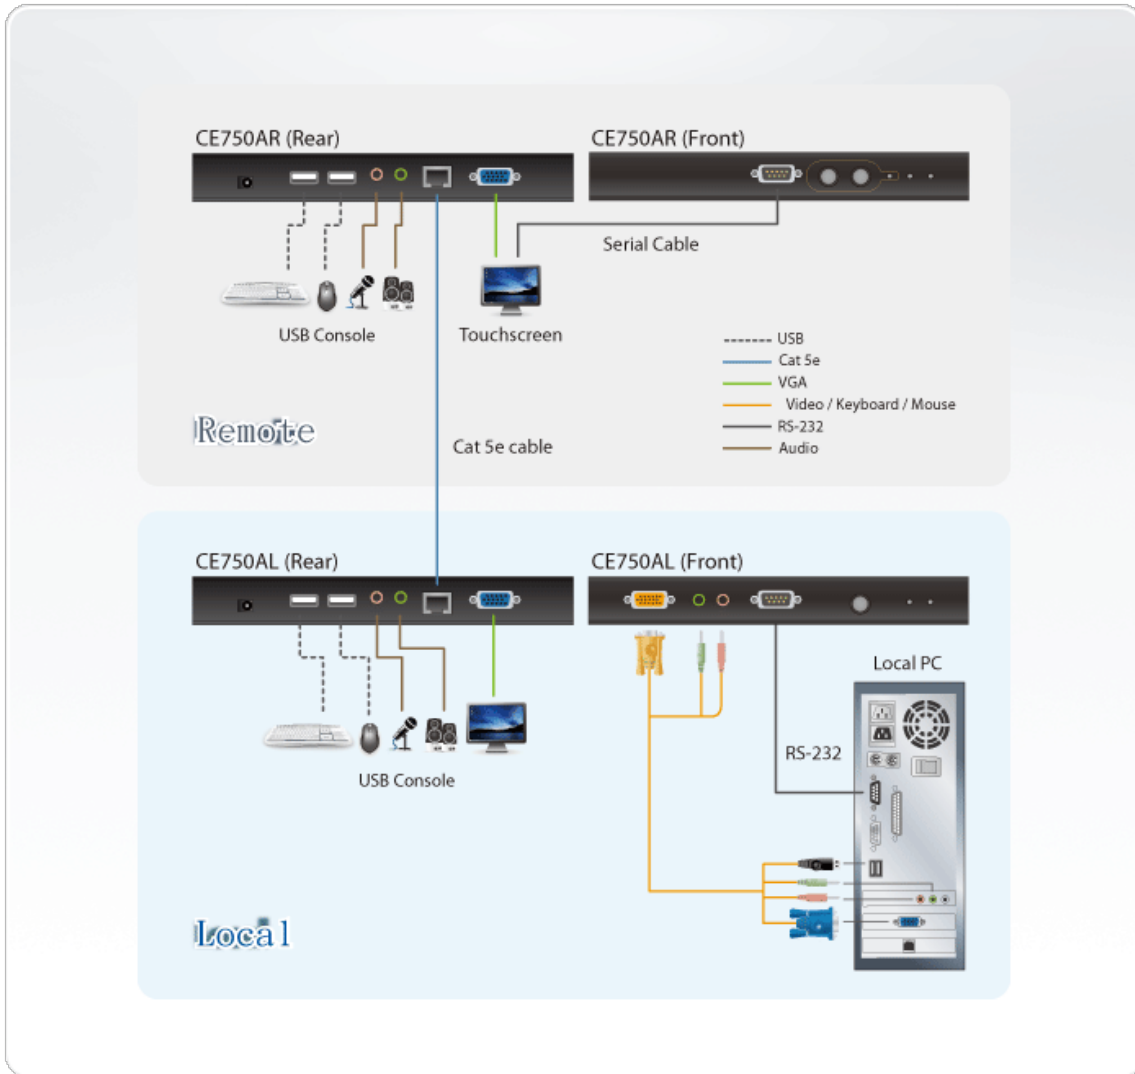 CE750AR (Rear)
CE750AR (Front)
Serial Cable
USB Console
Touchscreen
USB
Cat 5e
VGA
Video / Keyboard / Mouse
RS-232
Audio
Remote
Cat 5e cable
CE750AL (Rear)
CE750AL (Front)
Local PC
RS-232
USB Console
Local